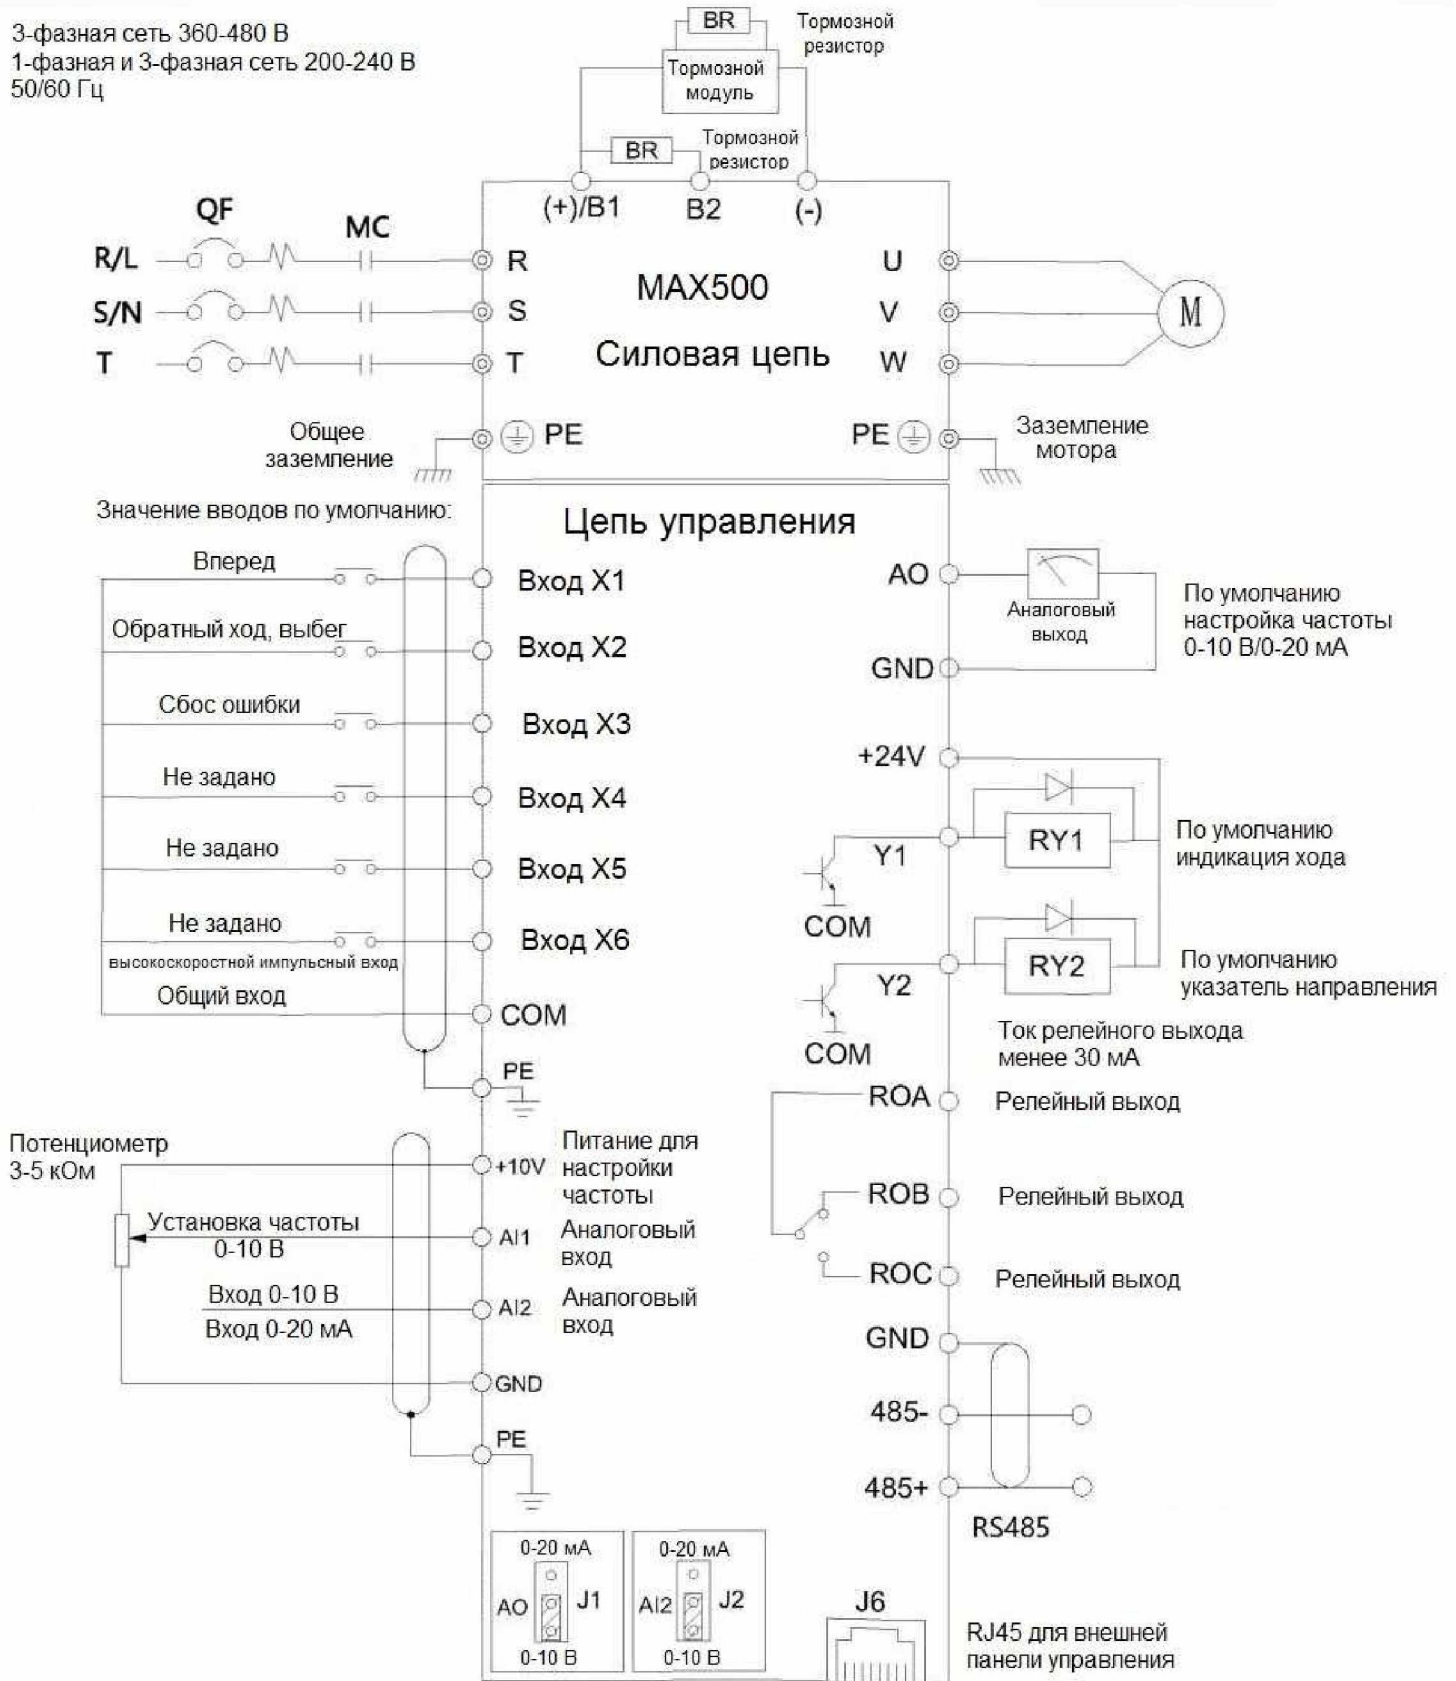 3-фазная сеть 360-480 В
1-фазная и 3-фазная сеть 200-240 В
50/60 Гц
BR
Тормозной
резистор
Тормозной
модуль
BR
Тормозной
резистор
(+)/B1
B2
(-)
QF
MC
R/L
S/N
T
R
S
T
MAX500
Силовая цепь
U
V
W
M
Общее
заземление
PE
PE
Заземление
мотора
Значение вводов по умолчанию:
Цепь управления
Вперед
Вход X1
Обратный ход, выбег
Вход X2
Сбос ошибки
Вход X3
Не задано
Вход X4
Не задано
Вход X5
Не задано
Вход X6
высокоскоростной импульсный вход
Общий вход
COM
PE
AO
Аналоговый
выход
GND
По умолчанию
настройка частоты
0-10 В/0-20 мА
+24V
Y1
COM
RY1
По умолчанию
индикация хода
Y2
COM
RY2
По умолчанию
указатель направления
Ток релейного выхода
менее 30 мА
ROA
Релейный выход
ROB
Релейный выход
ROC
Релейный выход
Потенциометр
3-5 кОм
+10V
Питание для
настройки
частоты
Установка частоты
0-10 В
AI1
Аналоговый
вход
Вход 0-10 В
Вход 0-20 мА
AI2
Аналоговый
вход
GND
PE
GND
485-
485+
RS485
0-20 мА
AO
J1
0-10 В
0-20 мА
AI2
J2
0-10 В
J6
RJ45 для внешней
панели управления